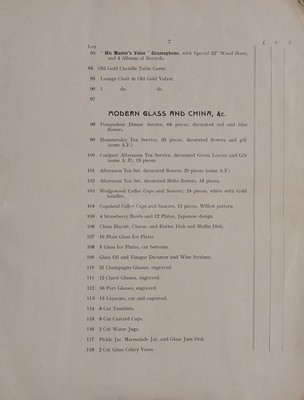 7
Lot
£ s d
93 "His Master's Voice" Gramophone, with Special 22" Wood Horn,
and 4 Albums of Records.
94 Old Gold Chenille Table Cover.
95 Lounge Chair in Old Gold Velvet.
96 1 do. do.
97
MODERN GLASS AND CHINA, &c.
98 Pompadour Dinner Service, 64 pieces, decorated red and blue
flowers.
99 Hammersley Tea Service, 33 pieces, decorated flowers and gilt
(some A.F.)
100 Coalport Afternoon Tea Service, decorated Green Leaves and Gilt
(some A.F), 18 pieces.
101 Afternoon Tea Set, decorated flowers, 20 pieces (some A.F.)
102 Afternoon Tea Set, decorated flowers, 18 pieces.
103 Wedgewood Coffee Cups and Saucers, 24 pieces, white with Gold
handles.
104 Copeland Coffee Cups and Saucers, 12 pieces, Willow pattern.
105 4 Strawberry Bowls and 12 Plates, Japanese design.
106 China Biscuit, Cheese, and Butter Dish and Muffin Dish.
107 10 Plain Glass Ice Plates
108 8 Glass Ice Plates, cut bottoms.
109 Glass Oil and Vinegar Decanter and Wine Strainer.
110 21 Champagne Glasses, engraved
111 12 Claret Glasses, engraved.
112 16 Port Glasses, engraved.
113 14 Liqueurs, cut and engraved.
114 8 Cut Tumblers.
115 9 Cut Custard Cups.
116 2 Cut Water Jugs.
117 Pickle Jar, Marmalade Jar, and Glass Jam Dish.
118 2 Cut Glass Celery Vases.